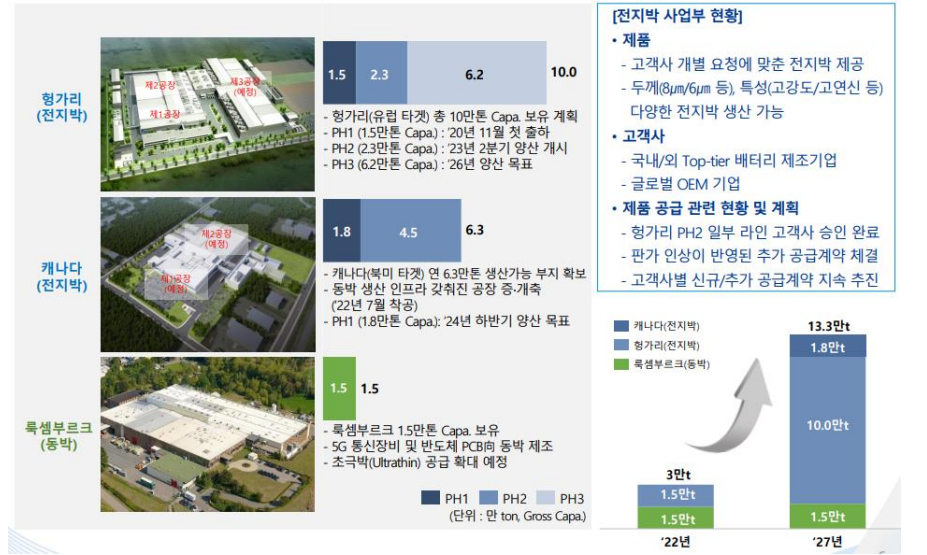 헝가리
(전지박)
제2공장
제3공장
(예정)
제1공장
1.5
2.3
6.2
10.0
- 헝가리(유럽 타겟) 총 10만톤 Capa. 보유 계획
- PH1 (1.5만톤 Capa.) : '20년 11월 첫 출하
- PH2 (2.3만톤 Capa.) : '23년 2분기 양산 개시
- PH3 (6.2만톤 Capa.) : '26년 양산 목표
캐나다
(전지박)
제2공장
(예정)
제1공장
(예정)
1.8
4.5
6.3
- 캐나다(북미 타겟) 연 6.3만톤 생산가능 부지 확보
- 동박 생산 인프라 갖춰진 공장 증·개축
('22년 7월 착공)
- PH1 (1.8만톤 Capa.): '24년 하반기 양산 목표
룩셈부르크
(동박)
1.5
1.5
- 룩셈부르크 1.5만톤 Capa. 보유
- 5G 통신장비 및 반도체 PCB向 동박 제조
- 초극박(Ultrathin) 공급 확대 예정
PH1
PH2
PH3
(단위 : 만 ton, Gross Capa.)
[전지박 사업부 현황]
• 제품
- 고객사 개별 요청에 맞춘 전지박 제공
- 두께(8㎛/6㎛ 등), 특성(고강도/고연신 등)
다양한 전지박 생산 가능
• 고객사
- 국내/외 Top-tier 배터리 제조기업
- 글로벌 OEM 기업
• 제품 공급 관련 현황 및 계획
- 헝가리 PH2 일부 라인 고객사 승인 완료
- 판가 인상이 반영된 추가 공급계약 체결
- 고객사별 신규/추가 공급계약 지속 추진
캐나다(전지박)
헝가리(전지박)
룩셈부르크(동박)
3만t
1.5만t
1.5만t
'22년
13.3만t
1.8만t
10.0만t
1.5만t
'27년